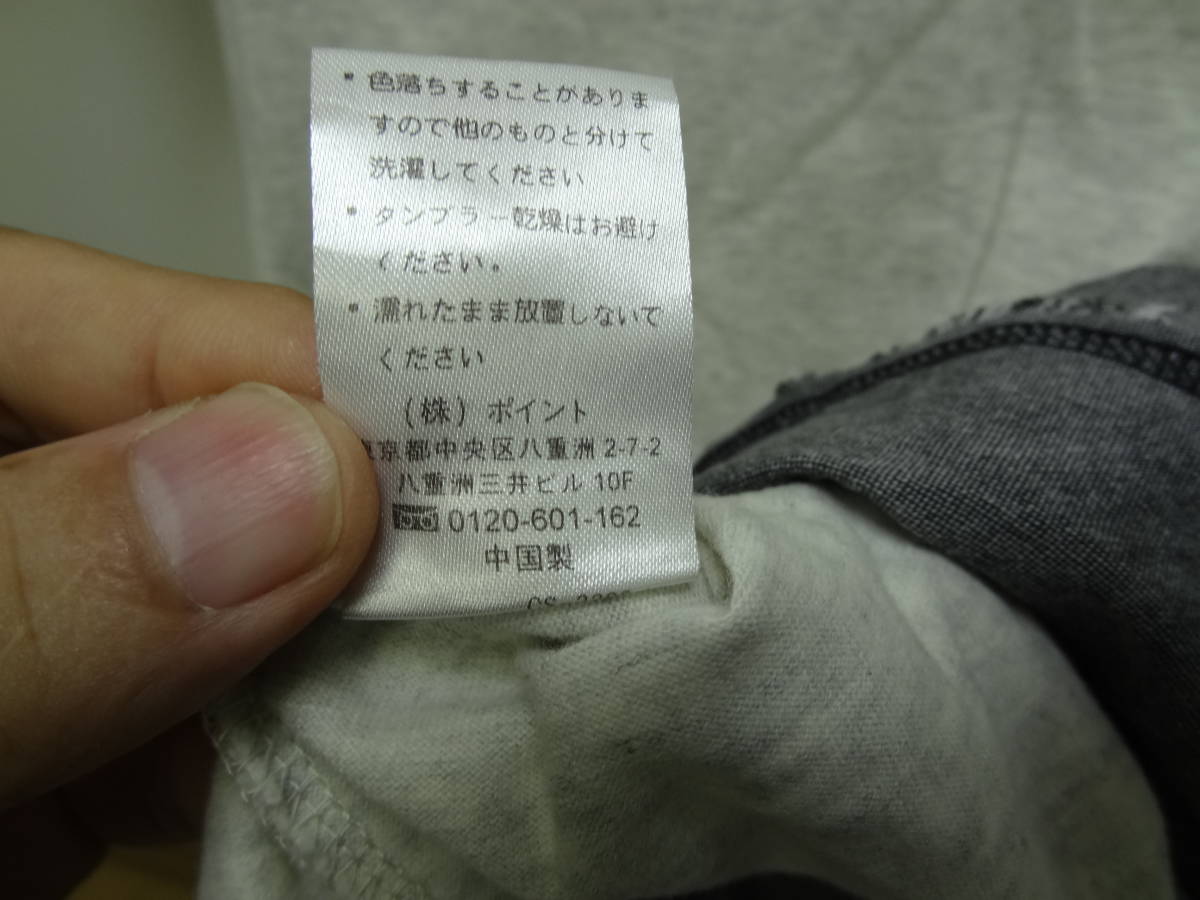 ・色落ちすることがありま
すので他のものと分けて
洗濯してください
・タンブラー乾燥はお避け
ください。
・濡れたまま放置しないで
ください
(株) ポイント
東京都中央区八重洲 2-7-2
八重洲三井ビル 10F
0120-601-162
中国製